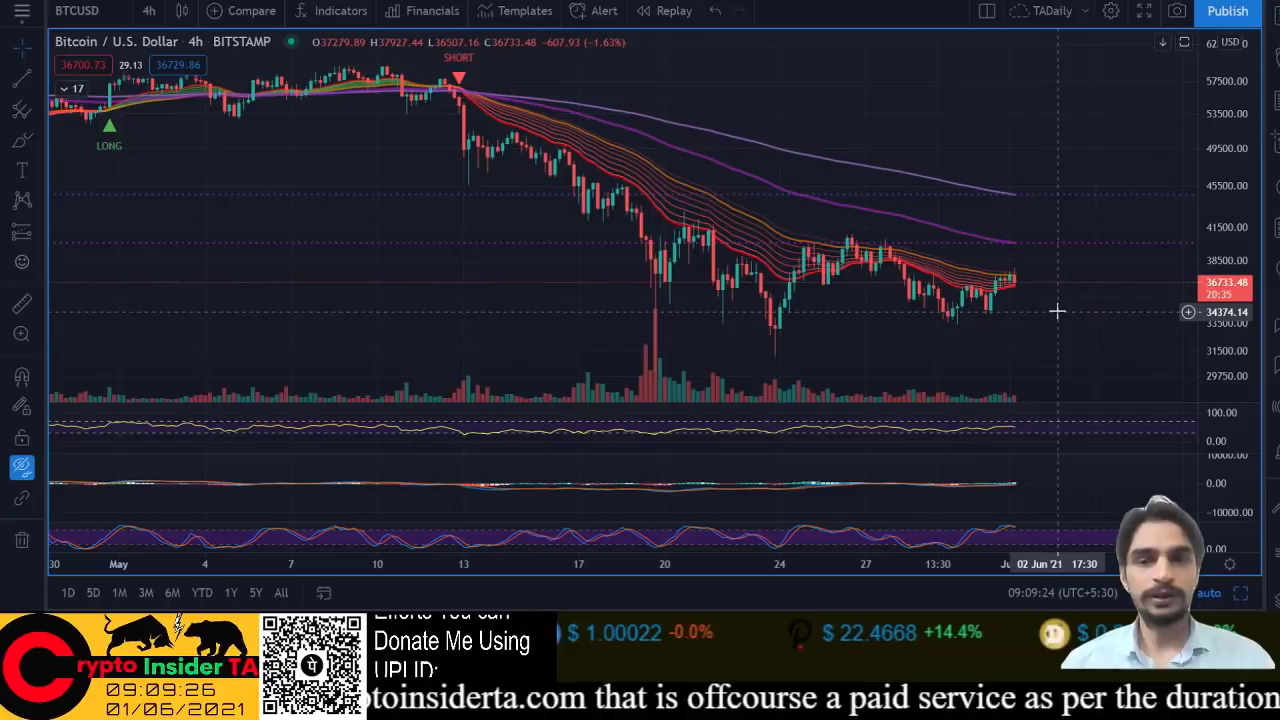 BTCUSD 4h Compare Indicators Financials Templates Alert Replay TADaily Publish
Bitcoin / U.S. Dollar · 4h · BITSTAMP O37279.89 H37927.44 L36507.16 C36733.48 -607.93 (-1.63%)
USD
36700.73 29.13 36729.86
17
SHORT
LONG
57500.00
53500.00
49500.00
45500.00
41500.00
38500.00
36733.48
20:35
34374.14
33500.00
31500.00
29750.00
100.00
0.00
10000.00
0.00
-10000.00
0.00
30 May 4 7 10 13 17 20 24 27 13:30 02 Jun '21 17:30
1D 5D 1M 3M 6M YTD 1Y 5Y All
09:09:24 (UTC+5:30)
auto
Crypto Insider TA
09:09:26
01/06/2021
Efforts You can
Donate Me Using
UPI ID:
$ 1.00022 -0.0% $ 22.4668 +14.4%
ptoinsiderta.com that is offcourse a paid service as per the duration